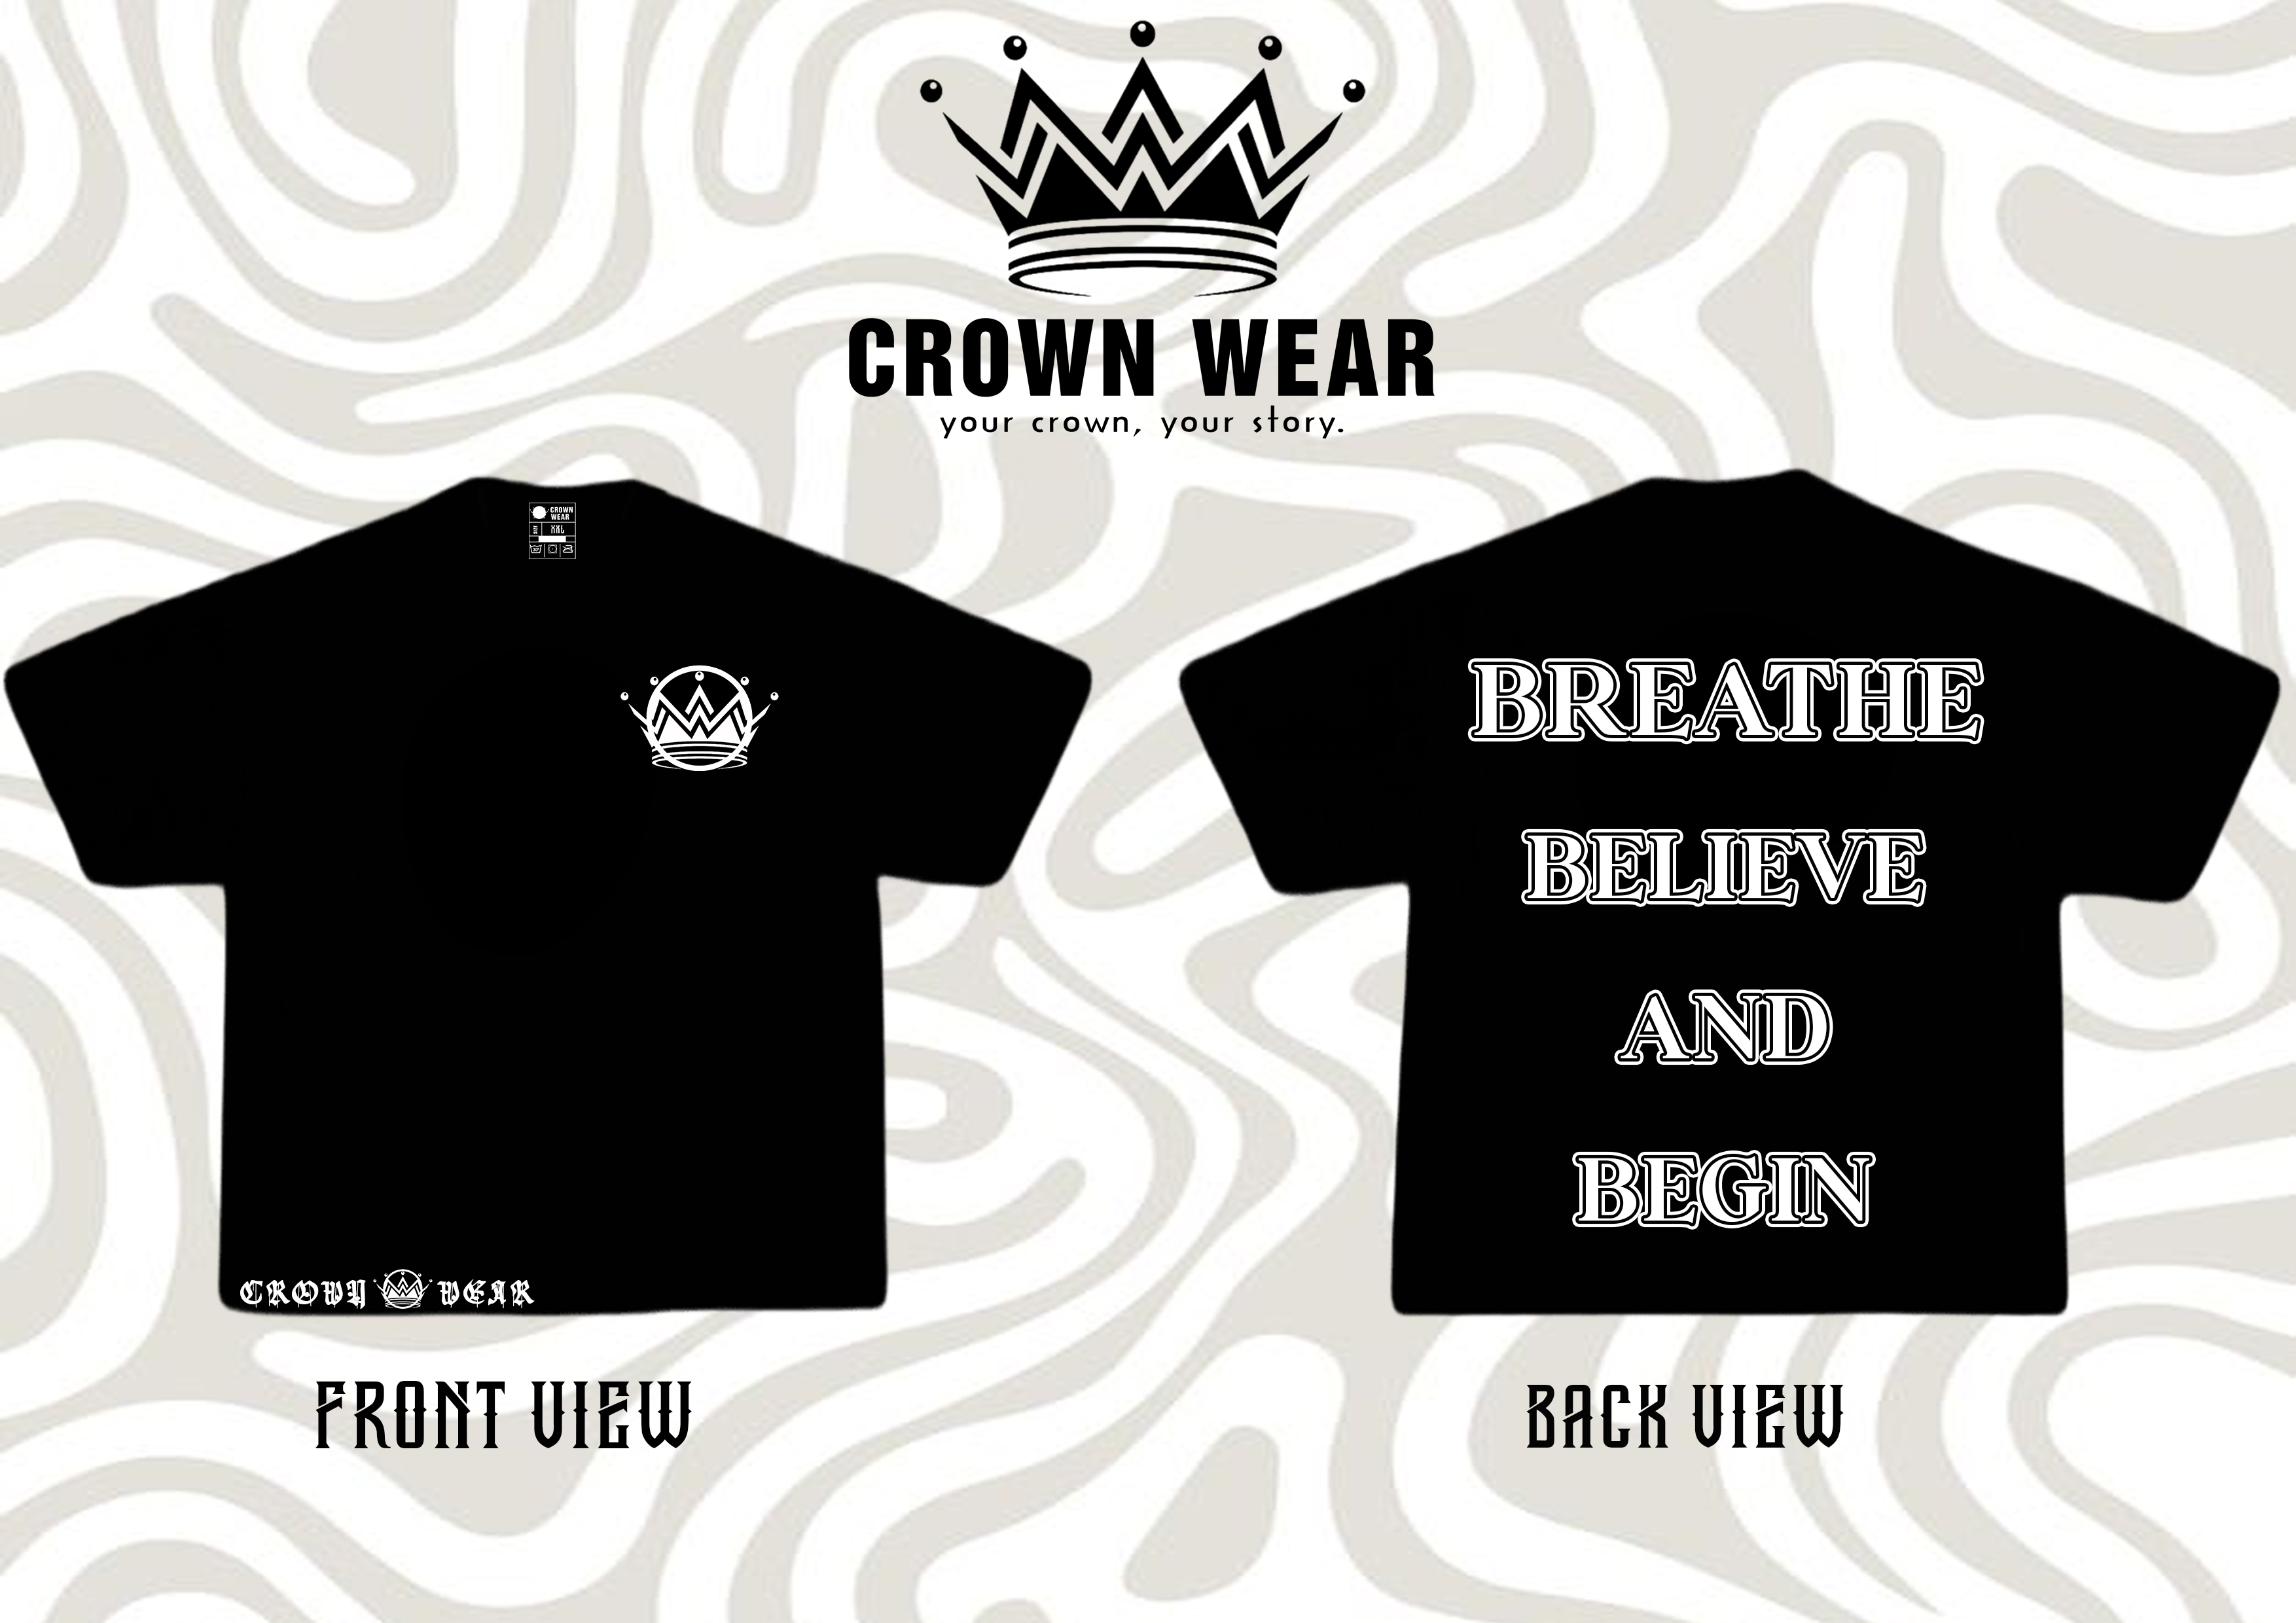 CROWN WEAR
your crown, your story.
CROWN
WEAR
SIZE
XXL
BREATHE
BELIEVE
AND
BEGIN
CROWN WEAR
FRONT VIEW
BACK VIEW